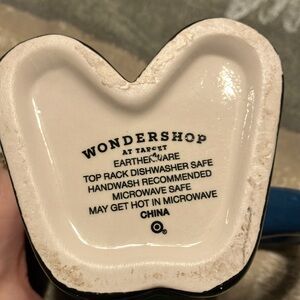 WONDERSHOP
AT TARGET
EARTHENWARE
TOP RACK DISHWASHER SAFE
HANDWASH RECOMMENDED
MICROWAVE SAFE
MAY GET HOT IN MICROWAVE
CHINA